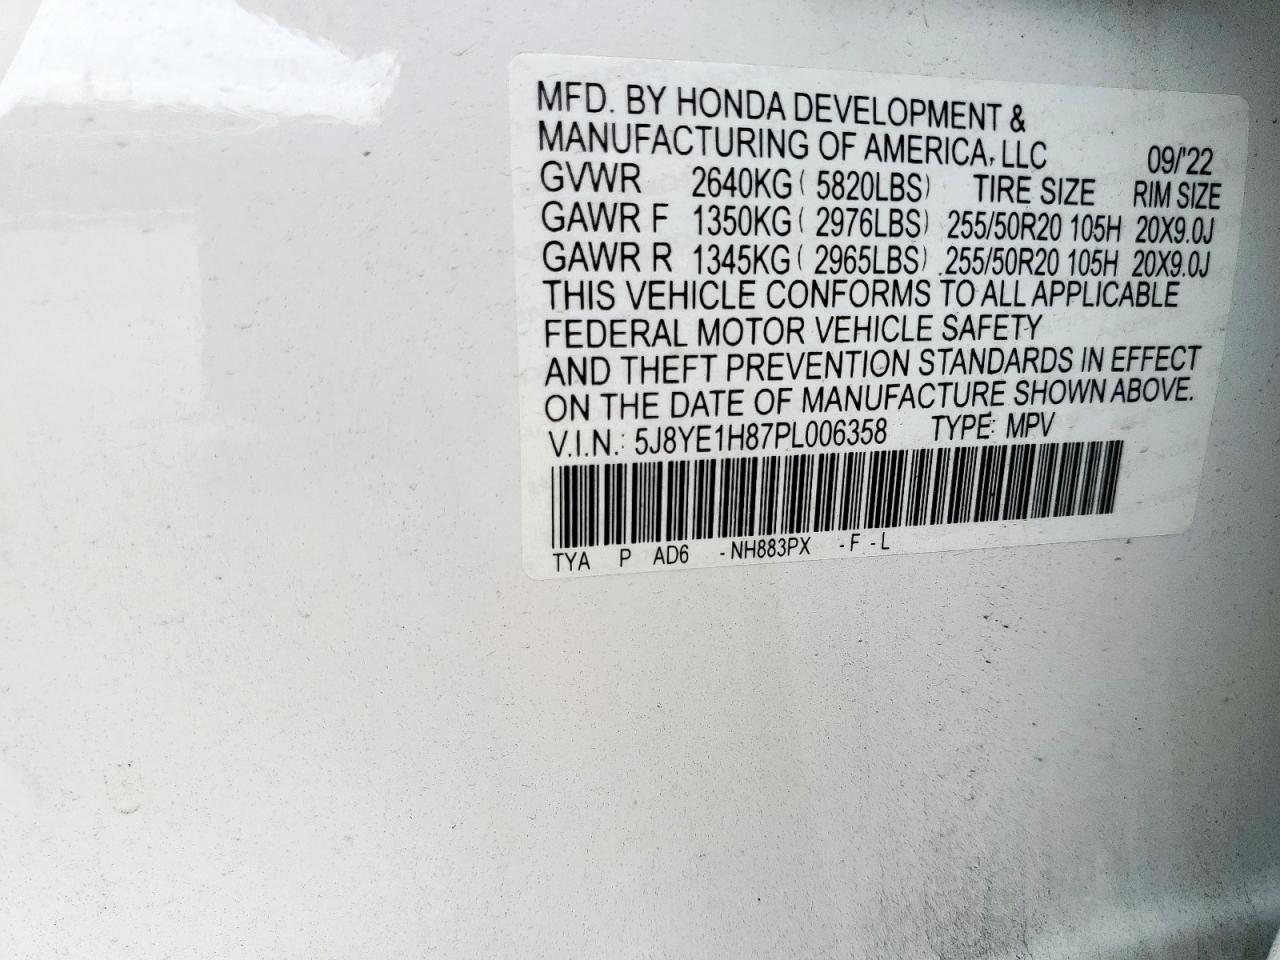 MFD. BY HONDA DEVELOPMENT &
MANUFACTURING OF AMERICA, LLC 09/'22
GVWR 2640KG ( 5820LBS) TIRE SIZE RIM SIZE
GAWR F 1350KG ( 2976LBS) 255/50R20 105H 20X9.0J
GAWR R 1345KG ( 2965LBS) 255/50R20 105H 20X9.0J
THIS VEHICLE CONFORMS TO ALL APPLICABLE
FEDERAL MOTOR VEHICLE SAFETY
AND THEFT PREVENTION STANDARDS IN EFFECT
ON THE DATE OF MANUFACTURE SHOWN ABOVE.
V.I.N.: 5J8YE1H87PL006358 TYPE: MPV
TYA P AD6 - NH883PX - F - L